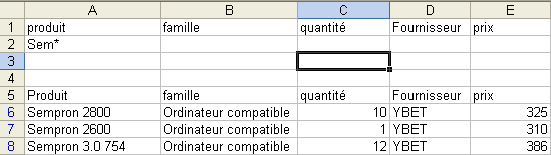 A B C D E
1 produit famille quantité Fournisseur prix
2 Sem*
3
4
5 Produit famille quantité Fournisseur prix
6 Sempron 2800 Ordinateur compatible 10 YBET 325
7 Sempron 2600 Ordinateur compatible 1 YBET 310
8 Sempron 3.0 754 Ordinateur compatible 12 YBET 386